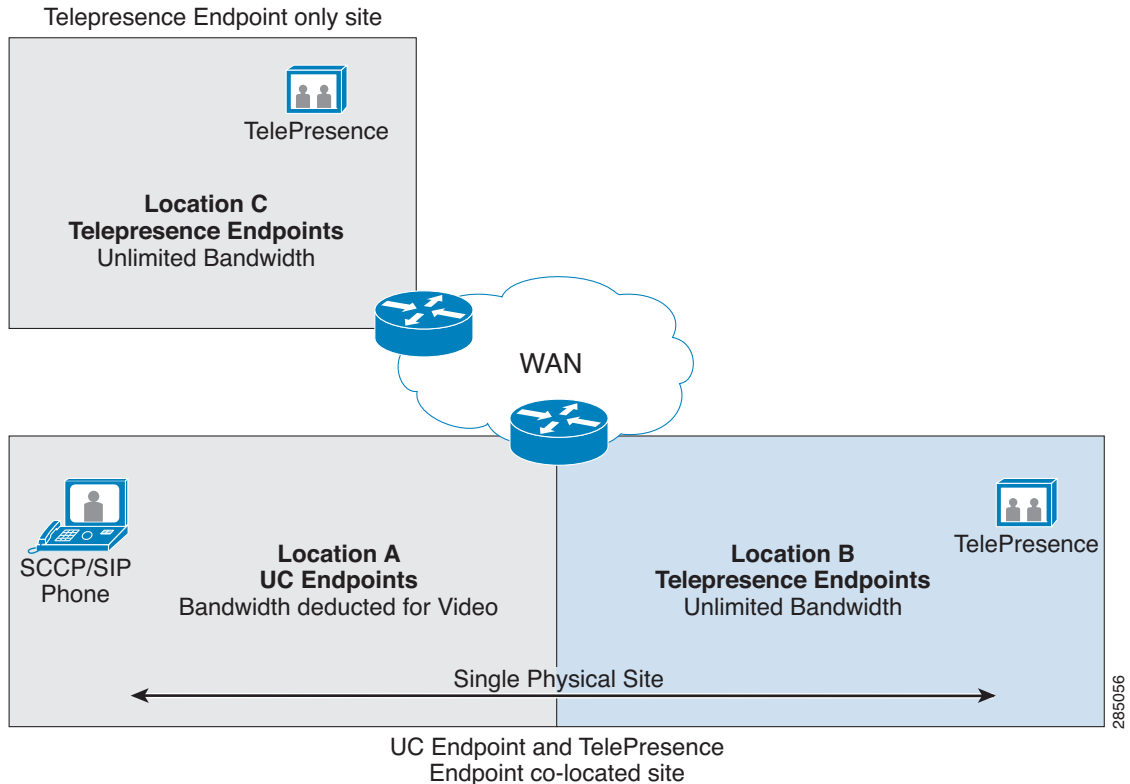 Telepresence Endpoint only site
TelePresence
Location C
Telepresence Endpoints
Unlimited Bandwidth
WAN
SCCP/SIP
Phone
Location A
UC Endpoints
Bandwidth deducted for Video
Location B
Telepresence Endpoints
Unlimited Bandwidth
TelePresence
Single Physical Site
285056
UC Endpoint and TelePresence
Endpoint co-located site